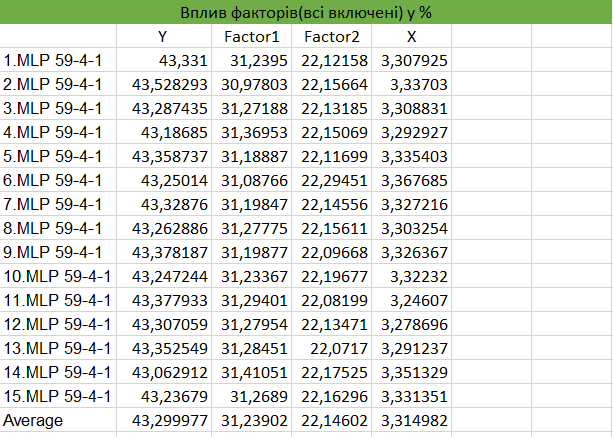 Вплив факторів(всі включені) у %
Y Factor1 Factor2 X
1.MLP 59-4-1 43,331 31,2395 22,12158 3,307925
2.MLP 59-4-1 43,528293 30,97803 22,15664 3,33703
3.MLP 59-4-1 43,287435 31,27188 22,13185 3,308831
4.MLP 59-4-1 43,18685 31,36953 22,15069 3,292927
5.MLP 59-4-1 43,358737 31,18887 22,11699 3,335403
6.MLP 59-4-1 43,25014 31,08766 22,29451 3,367685
7.MLP 59-4-1 43,32876 31,19847 22,14556 3,327216
8.MLP 59-4-1 43,262886 31,27775 22,15611 3,303254
9.MLP 59-4-1 43,378187 31,19877 22,09668 3,326367
10.MLP 59-4-1 43,247244 31,23367 22,19677 3,32232
11.MLP 59-4-1 43,377933 31,29401 22,08199 3,24607
12.MLP 59-4-1 43,307059 31,27954 22,13471 3,278696
13.MLP 59-4-1 43,352549 31,28451 22,0717 3,291237
14.MLP 59-4-1 43,062912 31,41051 22,17525 3,351329
15.MLP 59-4-1 43,23679 31,2689 22,16296 3,331351
Average 43,299977 31,23902 22,14602 3,314982